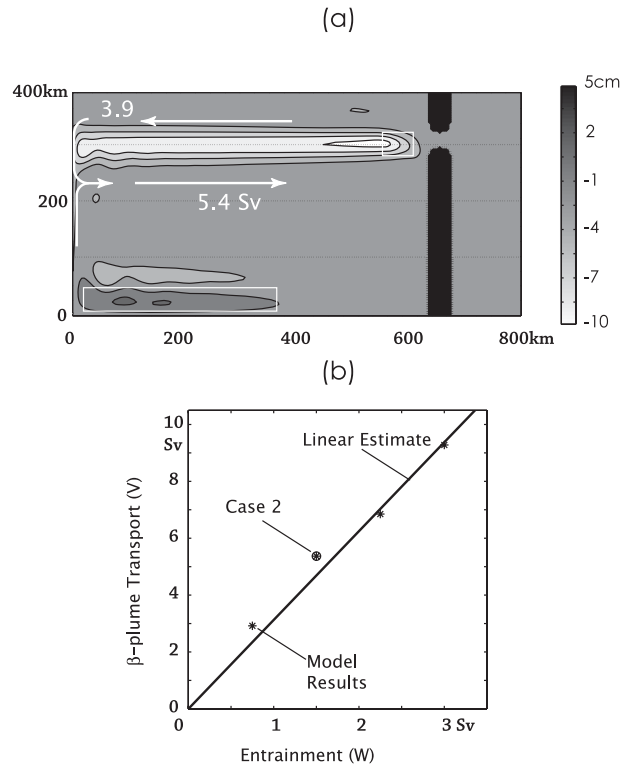 (a)
400km
200
0
0
200
400
600
800km
3.9
5.4 Sv
5cm
2
-1
-4
-7
-10
(b)
β-plume Transport (V)
10
Sv
8
6
4
2
0
Linear Estimate
Case 2
Model
Results
0
1
2
3 Sv
Entrainment (W)